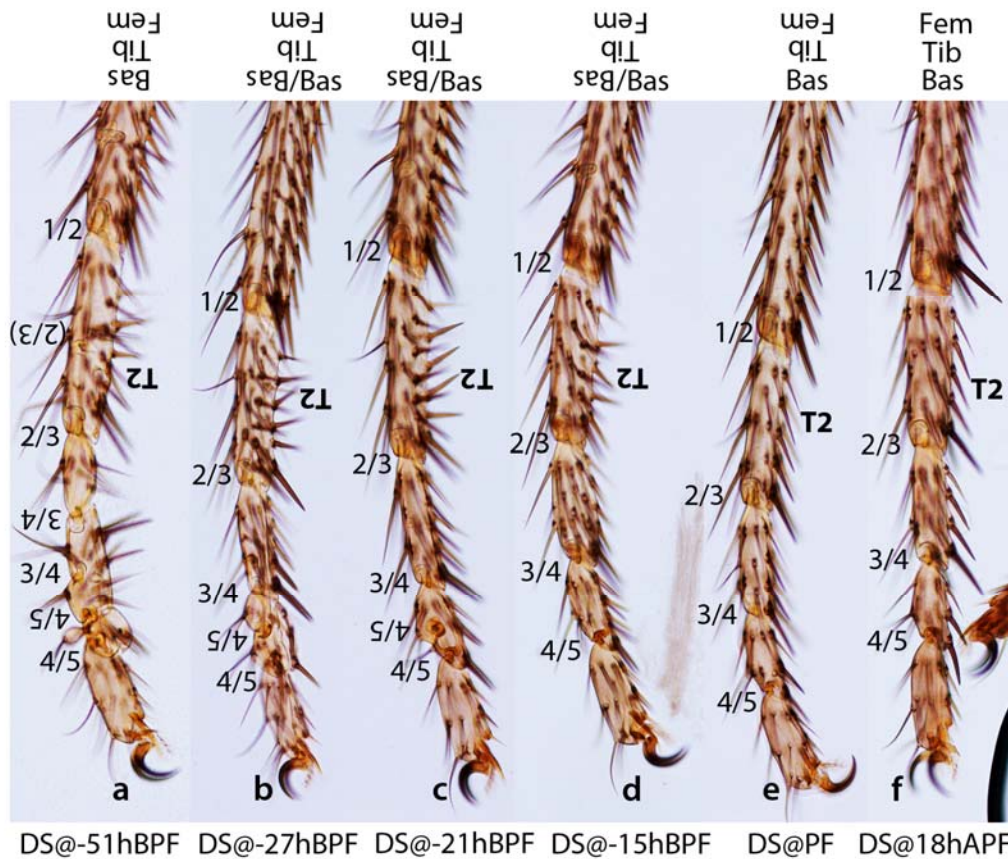 Fem
Tib
Bas
Fem
Tib
Bas/Bas
Fem
Tib
Bas/Bas
Fem
Tib
Bas/Bas
Fem
Tib
Bas
Fem
Tib
Bas
1/2
(2/3)
T2
2/3
3/4
3/4
4/5
4/5
a
1/2
T2
2/3
3/4
4/5
4/5
b
1/2
T2
2/3
3/4
4/5
4/5
c
1/2
T2
2/3
3/4
4/5
d
1/2
T2
2/3
3/4
4/5
e
1/2
T2
2/3
3/4
4/5
f
DS@-51hBPF DS@-27hBPF DS@-21hBPF DS@-15hBPF DS@PF DS@18hAPF